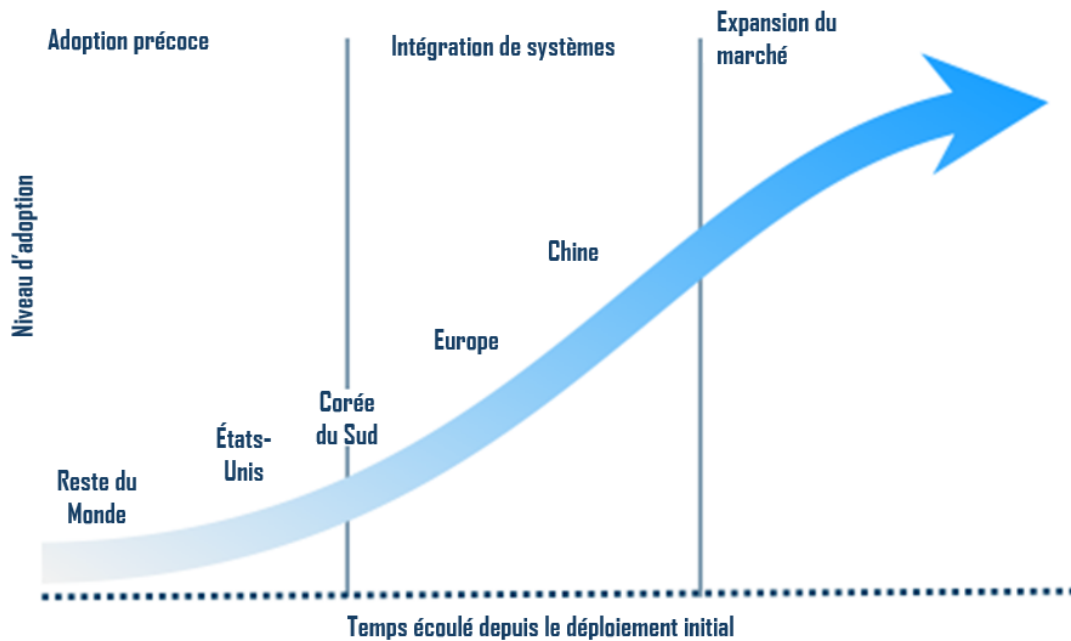 Adoption précoce
Intégration de systèmes
Expansion du
marché
Niveau d'adoption
Chine
Europe
Corée
du Sud
États-
Unis
Reste du
Monde
Temps écoulé depuis le déploiement initial